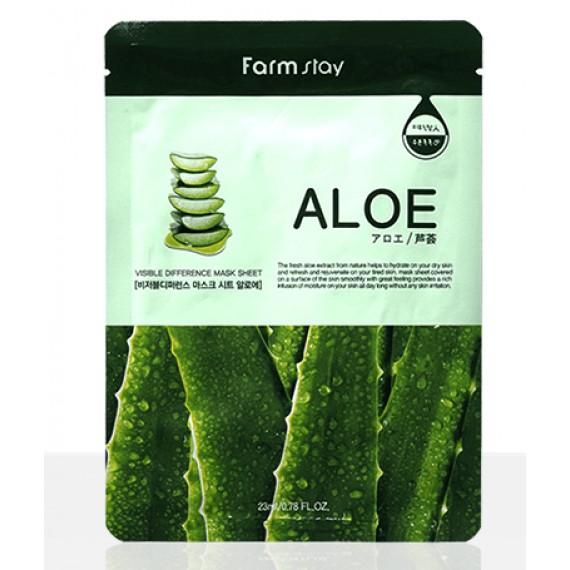 Farm stay
ALOE
アロエ/芦荟
VISIBLE DIFFERENCE MASK SHEET
[비저블디퍼런스 마스크 시트 알로에]
The fresh aloe extract from nature helps to hydrate on your dry skin
and refresh and rejuvenate on your tired skin, mask sheet covered
on a surface of the skin smoothly with great feeling provides a rich
infusion of moisture on your skin all day long without any skin irritation.
23ml/0.78 FL.OZ.